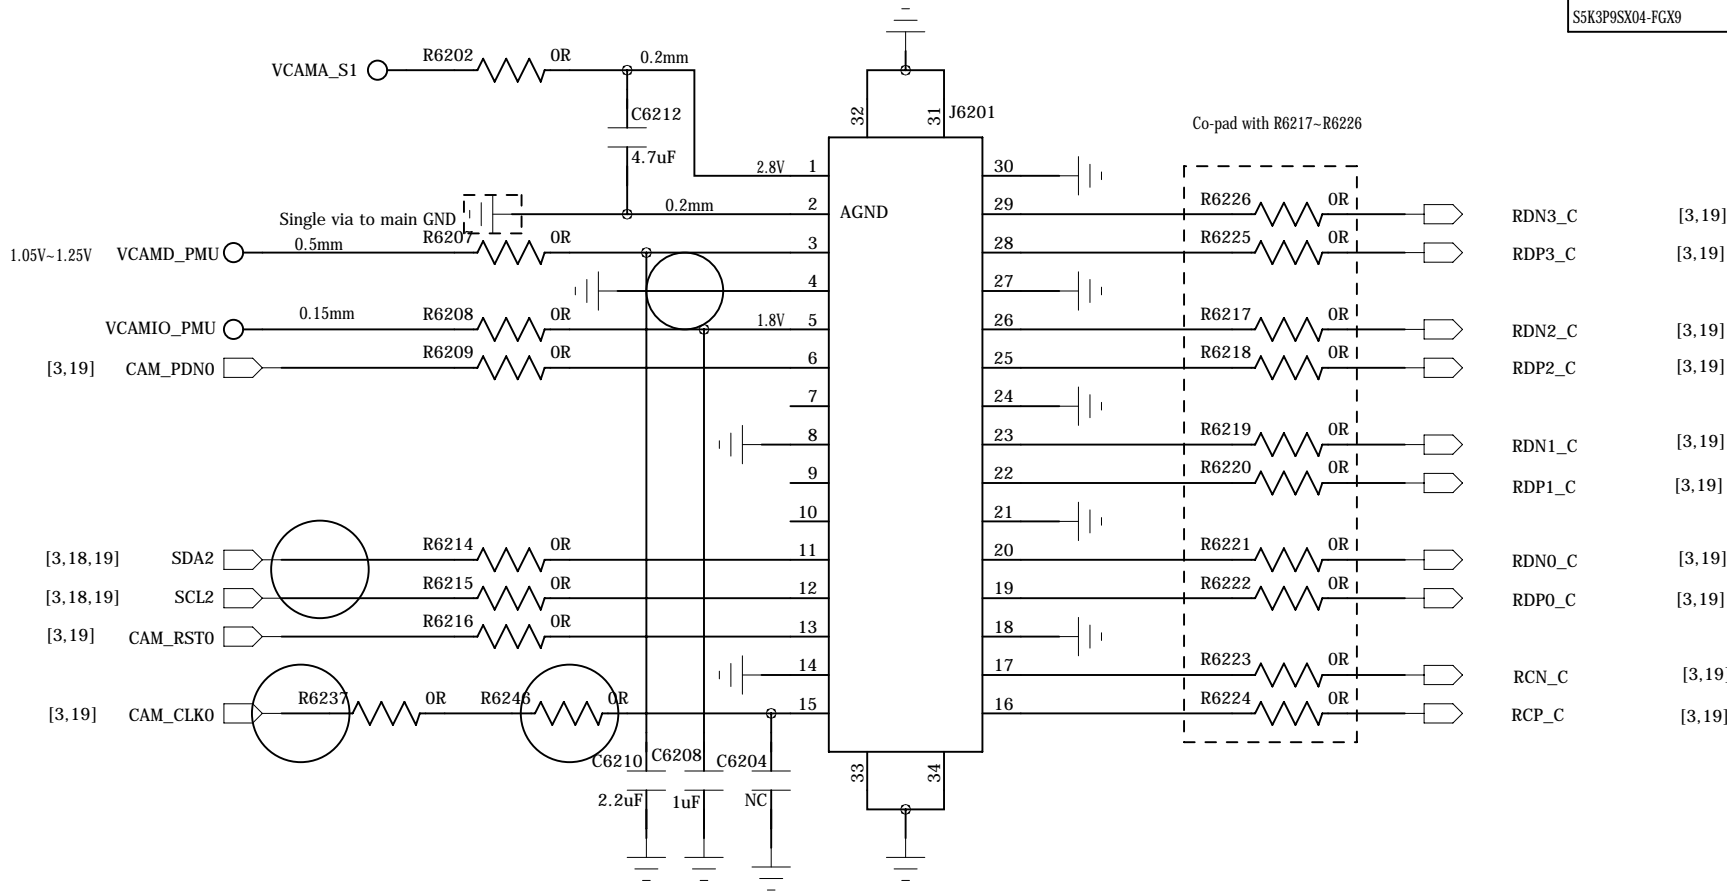 S5K3P9SX04-FGX9
VCAMA_S1 R6202 0R 0.2mm
32 31 J6201
C6212
4.7uF
Co-pad with R6217~R6226
2.8V 1 30
Single via to main GND 0.2mm 2 AGND 29 R6226 0R RDN3_C [3,19]
1.05V~1.25V VCAMD_PMU 0.5mm R6207 0R 3 28 R6225 0R RDP3_C [3,19]
4 27
VCAMIO_PMU 0.15mm R6208 0R 1.8V 5 26 R6217 0R RDN2_C [3,19]
[3,19] CAM_PDN0 R6209 0R 6 25 R6218 0R RDP2_C [3,19]
7 24
8 23 R6219 0R RDN1_C [3,19]
9 22 R6220 0R RDP1_C [3,19]
10 21
[3,18,19] SDA2 R6214 0R 11 20 R6221 0R RDN0_C [3,19]
[3,18,19] SCL2 R6215 0R 12 19 R6222 0R RDP0_C [3,19]
[3,19] CAM_RST0 R6216 0R 13 18
14 17 R6223 0R RCN_C [3,19]
[3,19] CAM_CLK0 R6237 0R R6246 0R 15 16 R6224 0R RCP_C [3,19]
C6210 C6208 C6204
2.2uF 1uF NC
33 34